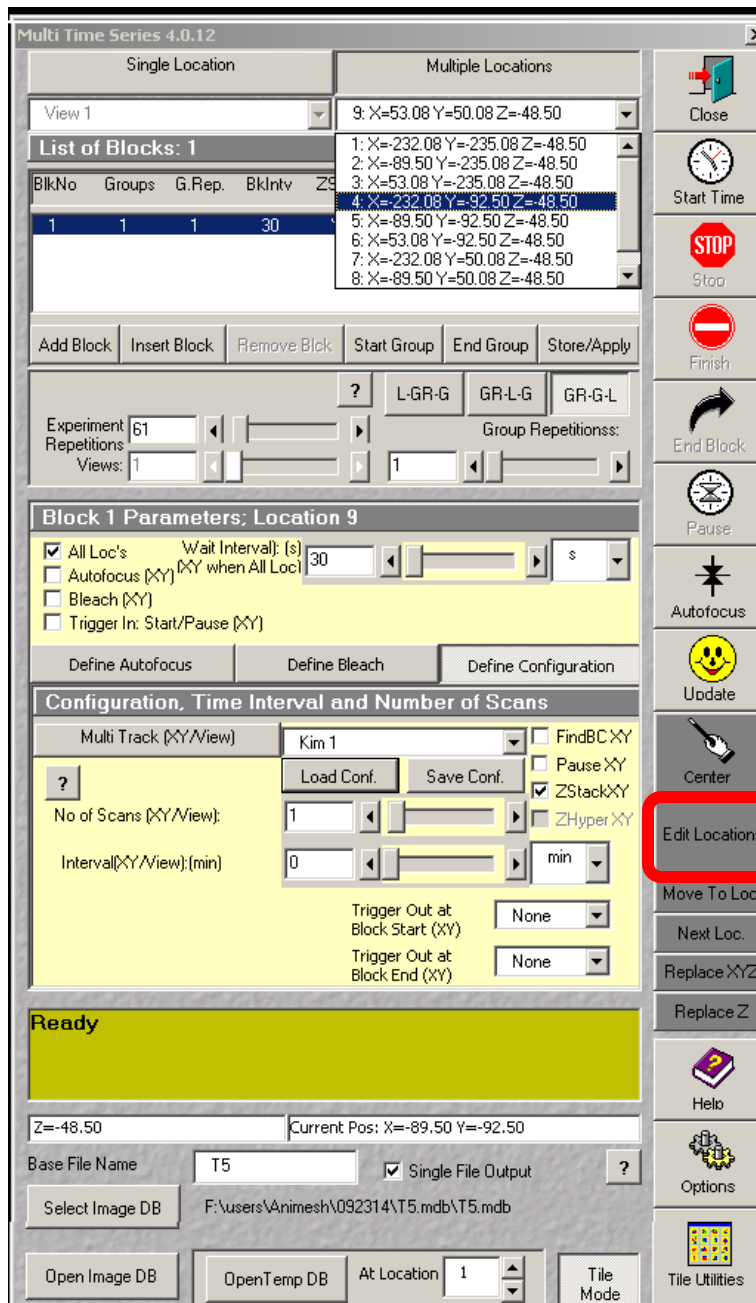 Multi Time Series 4.0.12
Single Location
Multiple Locations
Close
View 1
9: X=53.08 Y=50.08 Z=-48.50
List of Blocks: 1
1: X=-232.08 Y=-235.08 Z=-48.50
2: X=-89.50 Y=-235.08 Z=-48.50
3: X=53.08 Y=-235.08 Z=-48.50
4: X=-232.08 Y=-92.50 Z=-48.50
5: X=-89.50 Y=-92.50 Z=-48.50
6: X=53.08 Y=-92.50 Z=-48.50
7: X=-232.08 Y=50.08 Z=-48.50
8: X=-89.50 Y=50.08 Z=-48.50
BlkNo Groups G.Rep. BkIntv ZS
1 1 1 30
Start Time
STOP
Stop
Add Block Insert Block Remove Blck Start Group End Group Store/Apply
Finish
? L-GR-G GR-L-G GR-G-L
Experiment Repetitions 61
Group Repetitionss:
Views: 1
1
End Block
Block 1 Parameters; Location 9
Pause
All Loc's
Wait Interval): (s)
(XY when All Loc)
30 s
Autofocus (XY)
Bleach (XY)
Trigger In: Start/Pause (XY)
Autofocus
Define Autofocus Define Bleach Define Configuration
Update
Configuration, Time Interval and Number of Scans
Multi Track (XY/View) Kim 1
FindBC XY
? Load Conf. Save Conf.
Pause XY
ZStackXY
ZHyper XY
Center
No of Scans (XY/View): 1
Edit Location
Interval(XY/View):(min) 0 min
Move To Loc
Trigger Out at
Block Start (XY)
None
Next Loc.
Trigger Out at
Block End (XY)
None
Replace XYZ
Replace Z
Ready
Help
Z=-48.50 Current Pos: X=-89.50 Y=-92.50
Base File Name T5 Single File Output ?
Options
Select Image DB F:\users\Animesh\092314\T5.mdb\T5.mdb
Open Image DB OpenTemp DB At Location 1
Tile
Mode
Tile Utilities